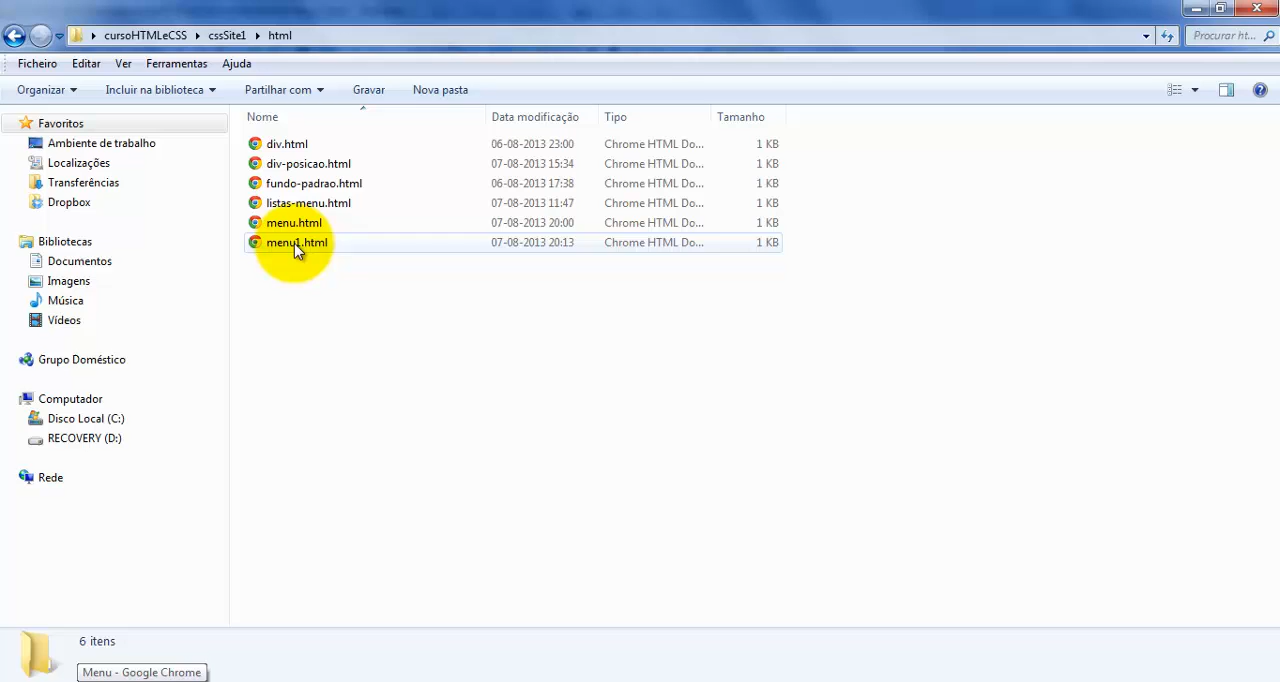 cursoHTMLeCSS cssSite1 html Procurar ht...
Ficheiro Editar Ver Ferramentas Ajuda
Organizar Incluir na biblioteca Partilhar com Gravar Nova pasta
Favoritos
Ambiente de trabalho
Localizações
Transferências
Dropbox
Bibliotecas
Documentos
Imagens
Música
Vídeos
Grupo Doméstico
Computador
Disco Local (C:)
RECOVERY (D:)
Rede
Nome Data modificação Tipo Tamanho
div.html 06-08-2013 23:00 Chrome HTML Do... 1 KB
div-posicao.html 07-08-2013 15:34 Chrome HTML Do... 1 KB
fundo-padrao.html 06-08-2013 17:38 Chrome HTML Do... 1 KB
listas-menu.html 07-08-2013 11:47 Chrome HTML Do... 1 KB
menu.html 07-08-2013 20:00 Chrome HTML Do... 1 KB
menu1.html 07-08-2013 20:13 Chrome HTML Do... 1 KB
6 itens
Menu - Google Chrome